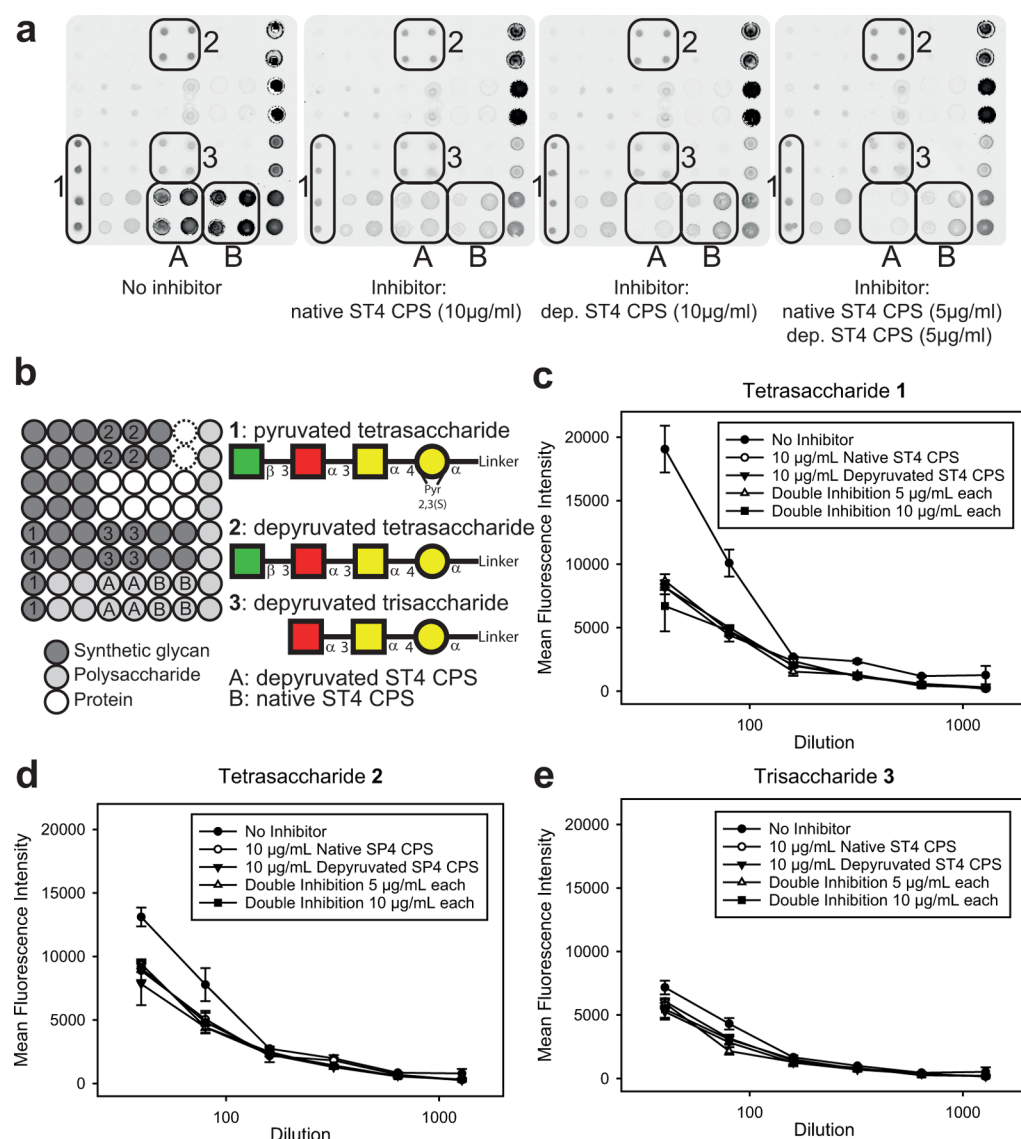 a
2
3
1
A B
No inhibitor
2
3
1
A B
Inhibitor:
native ST4 CPS (10µg/ml)
2
3
1
A B
Inhibitor:
dep. ST4 CPS (10µg/ml)
2
3
1
A B
Inhibitor:
native ST4 CPS (5µg/ml)
dep. ST4 CPS (5µg/ml)
b
2 2
2 2
1 3 3
1 3 3
1 A A B B
1 A A B B
Synthetic glycan
Polysaccharide
Protein
1: pyruvated tetrasaccharide
β 3 α 3 α 4 α Linker
Pyr
2,3(S)
2: depyruvated tetrasaccharide
β 3 α 3 α 4 α Linker
3: depyruvated trisaccharide
α 3 α 4 α Linker
A: depyruvated ST4 CPS
B: native ST4 CPS
c
Tetrasaccharide 1
Mean Fluorescence Intensity
20000
15000
10000
5000
0
No Inhibitor
10 µg/mL Native ST4 CPS
10 µg/mL Depyruvated ST4 CPS
Double Inhibition 5 µg/mL each
Double Inhibition 10 µg/mL each
100 1000
Dilution
d
Tetrasaccharide 2
Mean Fluorescence Intensity
20000
15000
10000
5000
0
No Inhibitor
10 µg/mL Native SP4 CPS
10 µg/mL Depyruvated SP4 CPS
Double Inhibition 5 µg/mL each
Double Inhibition 10 µg/mL each
100 1000
Dilution
e
Trisaccharide 3
Mean Fluorescence Intensity
20000
15000
10000
5000
0
No Inhibitor
10 µg/mL Native ST4 CPS
10 µg/mL Depyruvated ST4 CPS
Double Inhibition 5 µg/mL each
Double Inhibition 10 µg/mL each
100 1000
Dilution